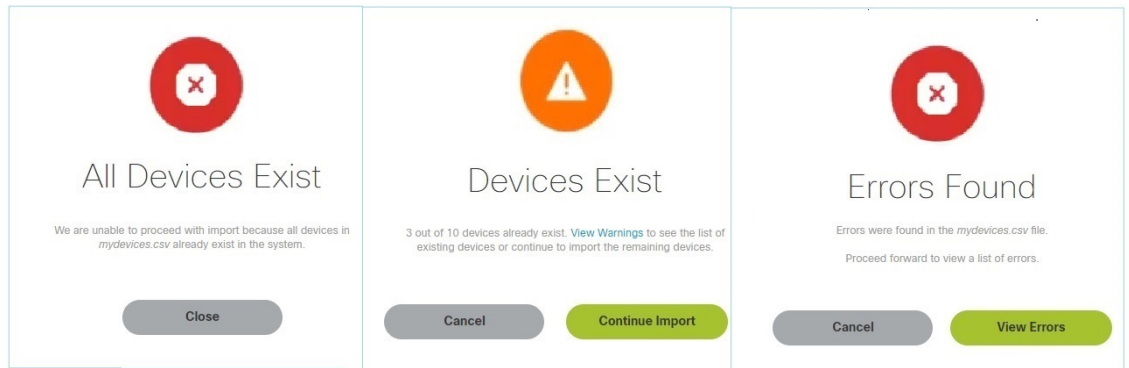 All Devices Exist
We are unable to proceed with import because all devices in
mydevices.csv already exist in the system.
Close
Devices Exist
3 out of 10 devices already exist. View Warnings to see the list of
existing devices or continue to import the remaining devices.
Cancel
Continue Import
Errors Found
Errors were found in the mydevices.csv file.
Proceed forward to view a list of errors.
Cancel
View Errors